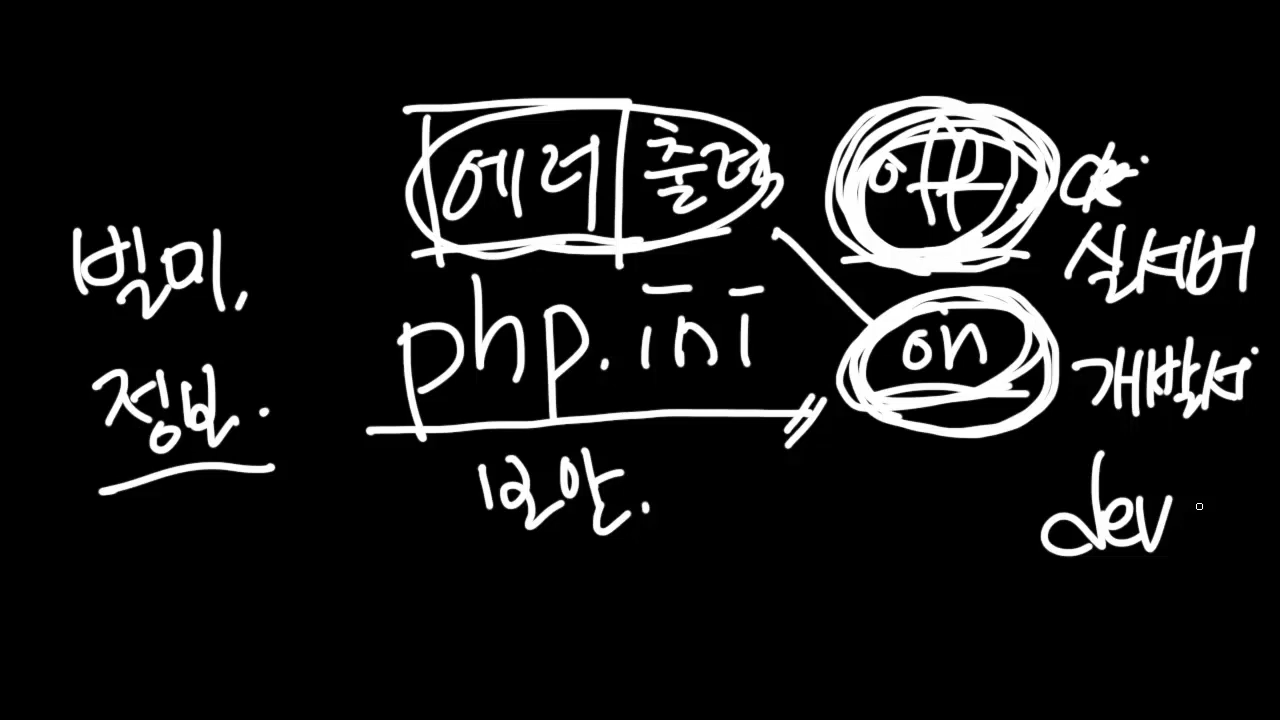 에러 출력 off
실서버
빌미,
php.ini on
개발서
정보.
보안.
dev